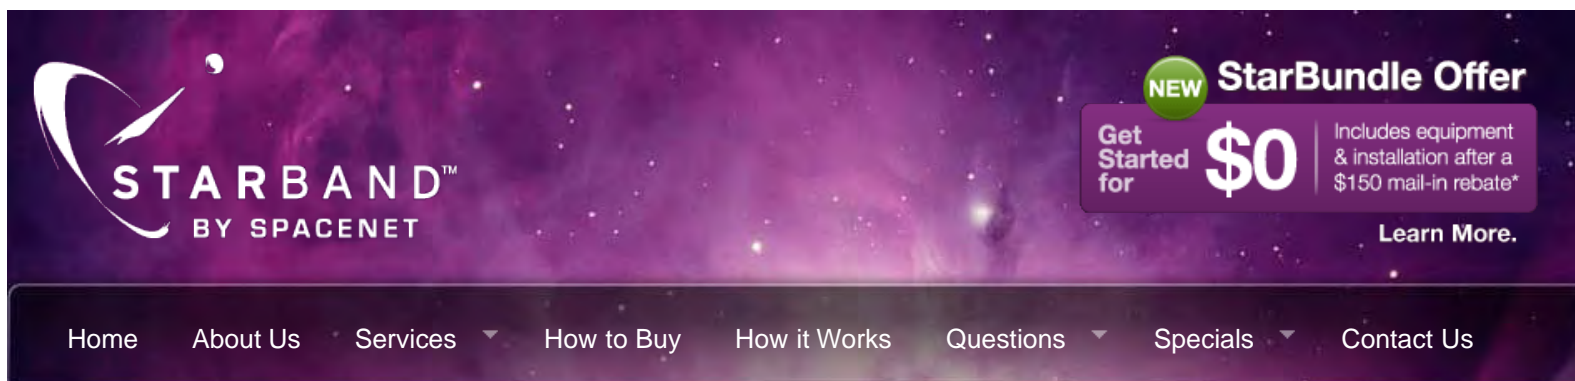 STARBAND™
BY SPACENET
NEW
StarBundle Offer
Get
Started
for
$0
Includes equipment
& installation after a
$150 mail-in rebate*
Learn More.
Home About Us Services How to Buy How it Works Questions Specials Contact Us